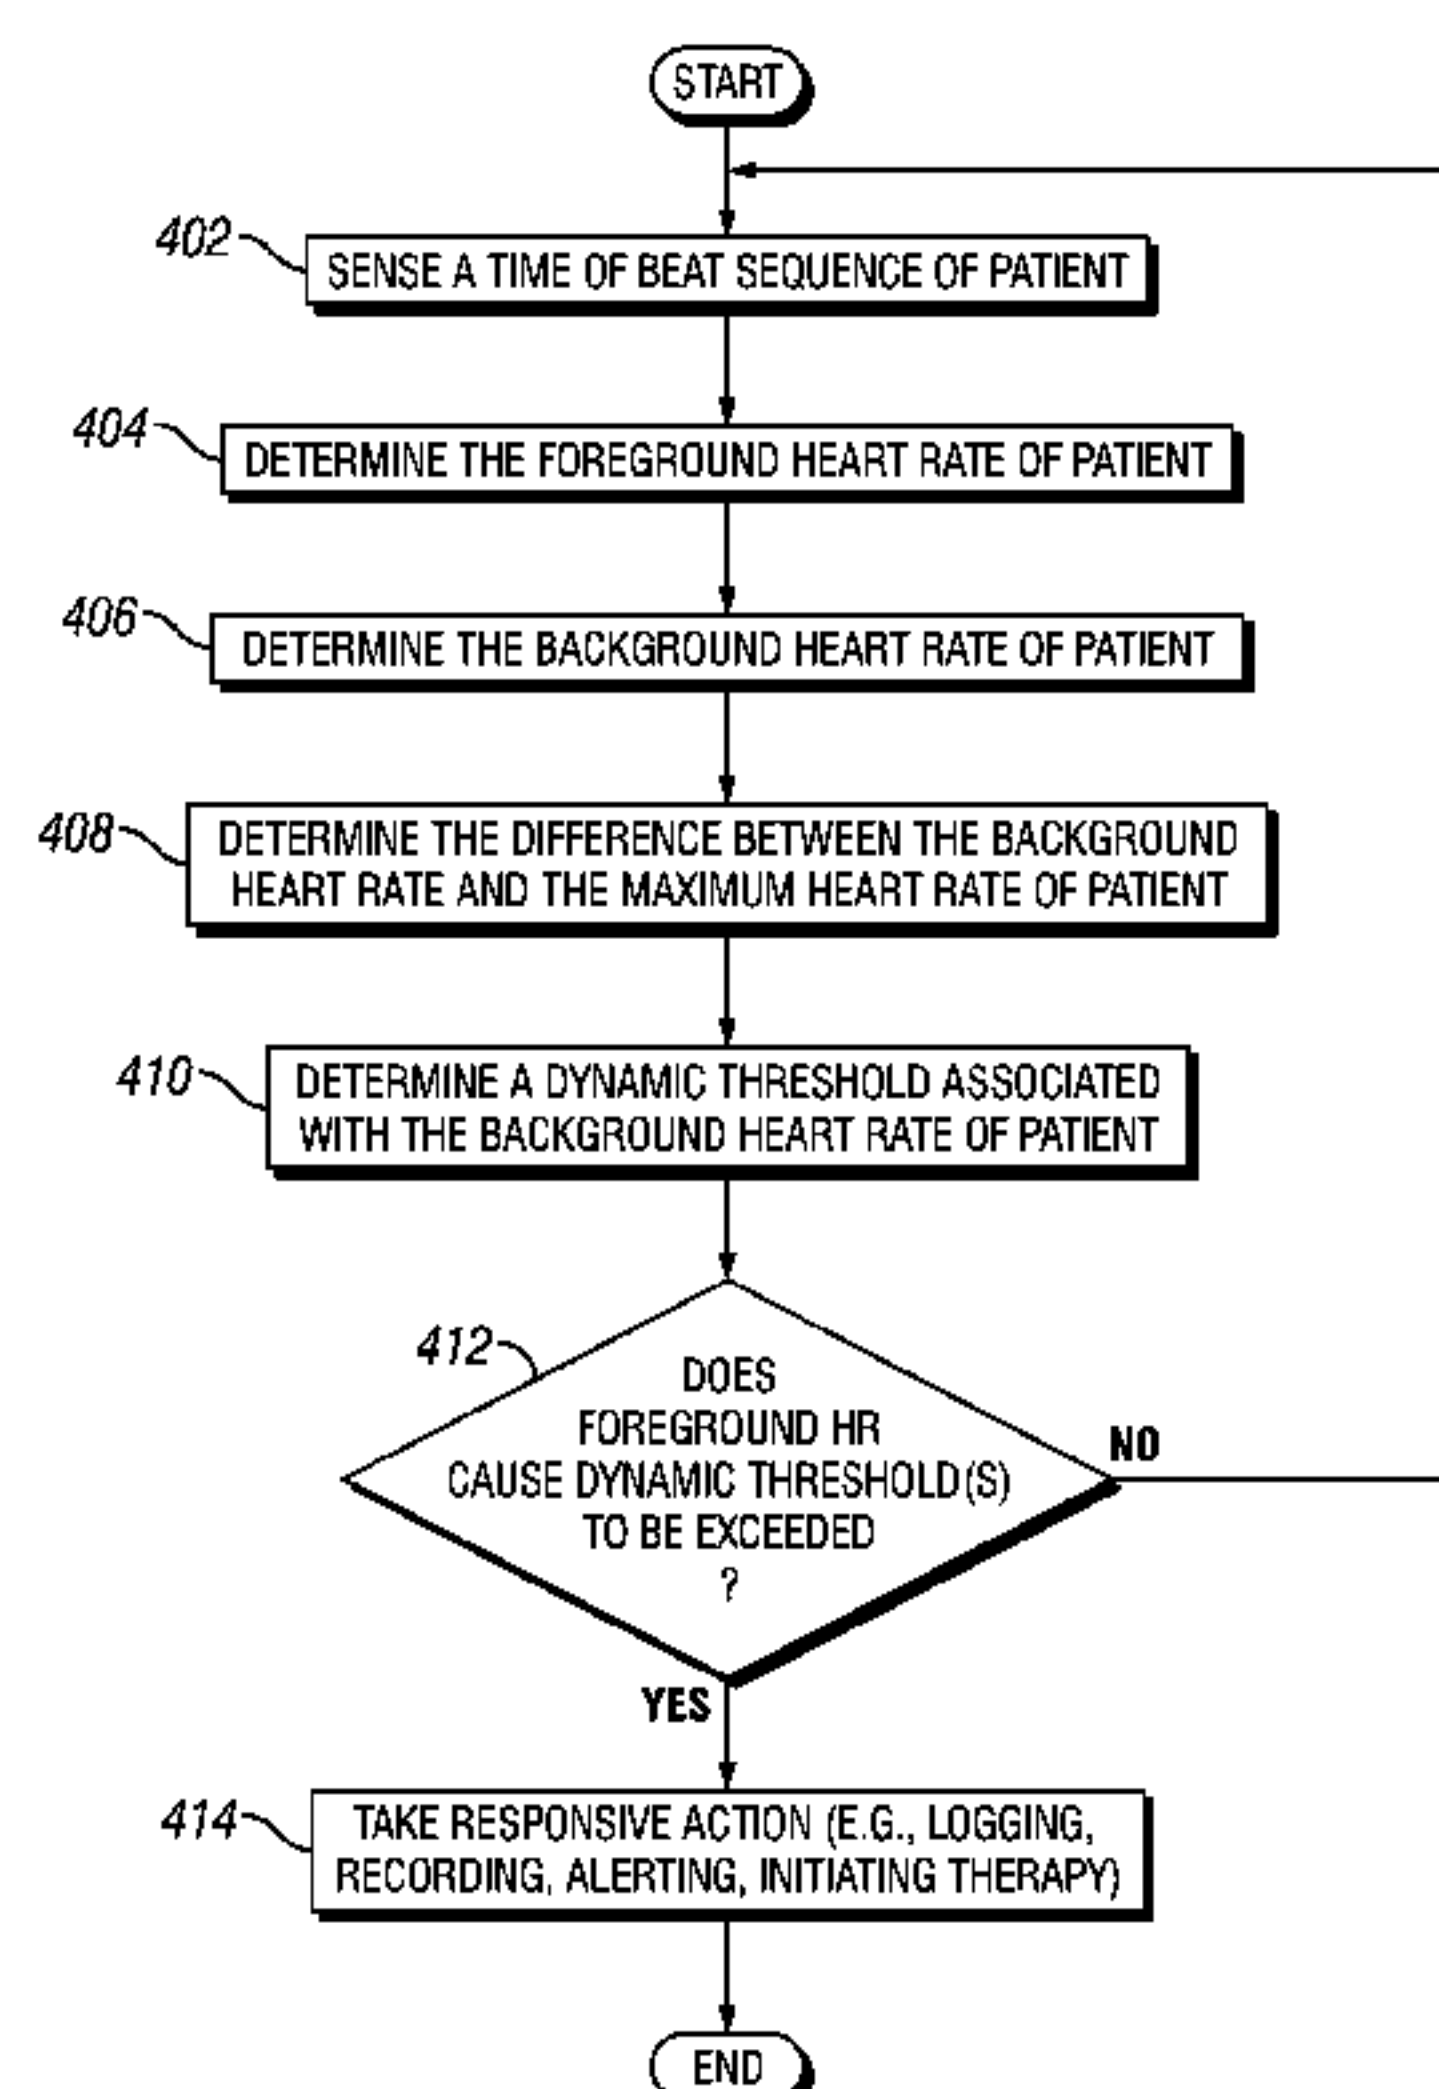 START
402
SENSE A TIME OF BEAT SEQUENCE OF PATIENT
404
DETERMINE THE FOREGROUND HEART RATE OF PATIENT
406
DETERMINE THE BACKGROUND HEART RATE OF PATIENT
408
DETERMINE THE DIFFERENCE BETWEEN THE BACKGROUND
HEART RATE AND THE MAXIMUM HEART RATE OF PATIENT
410
DETERMINE A DYNAMIC THRESHOLD ASSOCIATED
WITH THE BACKGROUND HEART RATE OF PATIENT
412
DOES
FOREGROUND HR
CAUSE DYNAMIC THRESHOLD(S)
TO BE EXCEEDED
?
NO
YES
414
TAKE RESPONSIVE ACTION (E.G., LOGGING,
RECORDING, ALERTING, INITIATING THERAPY)
END